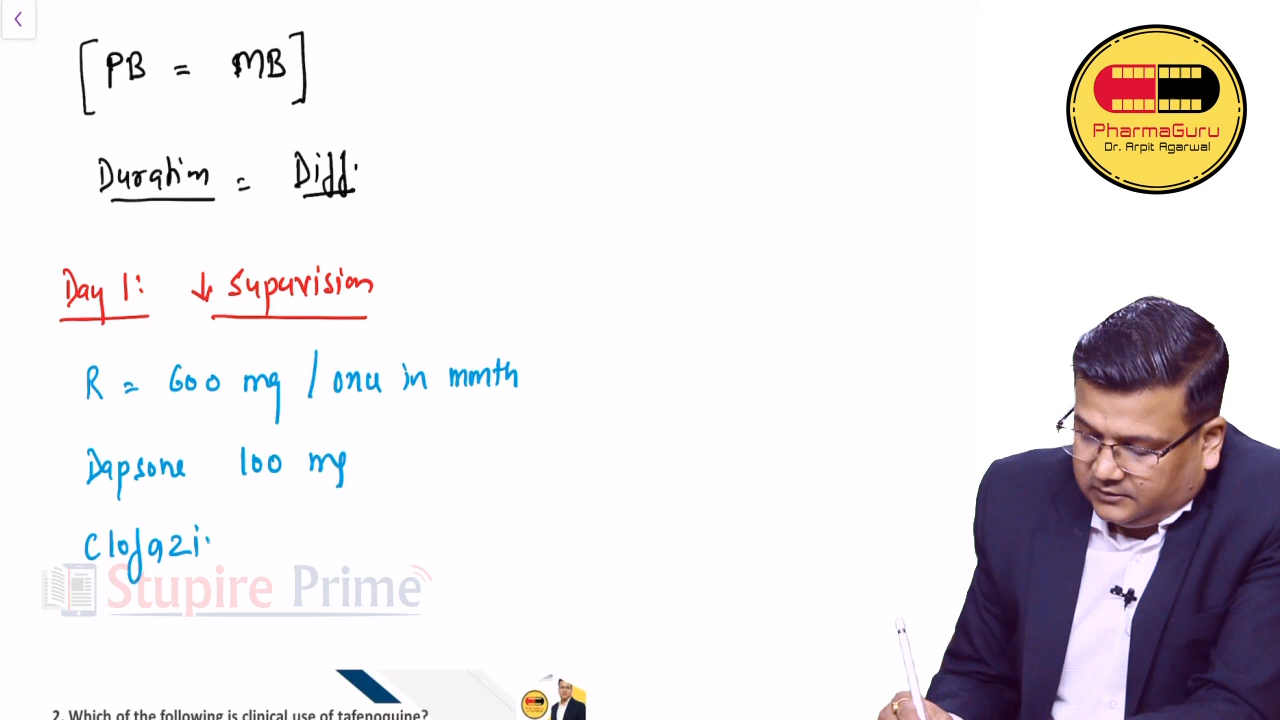 [PB = MB]
Duration = Diff.
Day 1: ↓ Supervision
R = 600 mg / once in month
Dapsone 100 mg
Clofazi.
Stupire Prime
2. Which of the following is clinical use of tafenoquine?
PharmaGuru
Dr. Arpit Agarwal